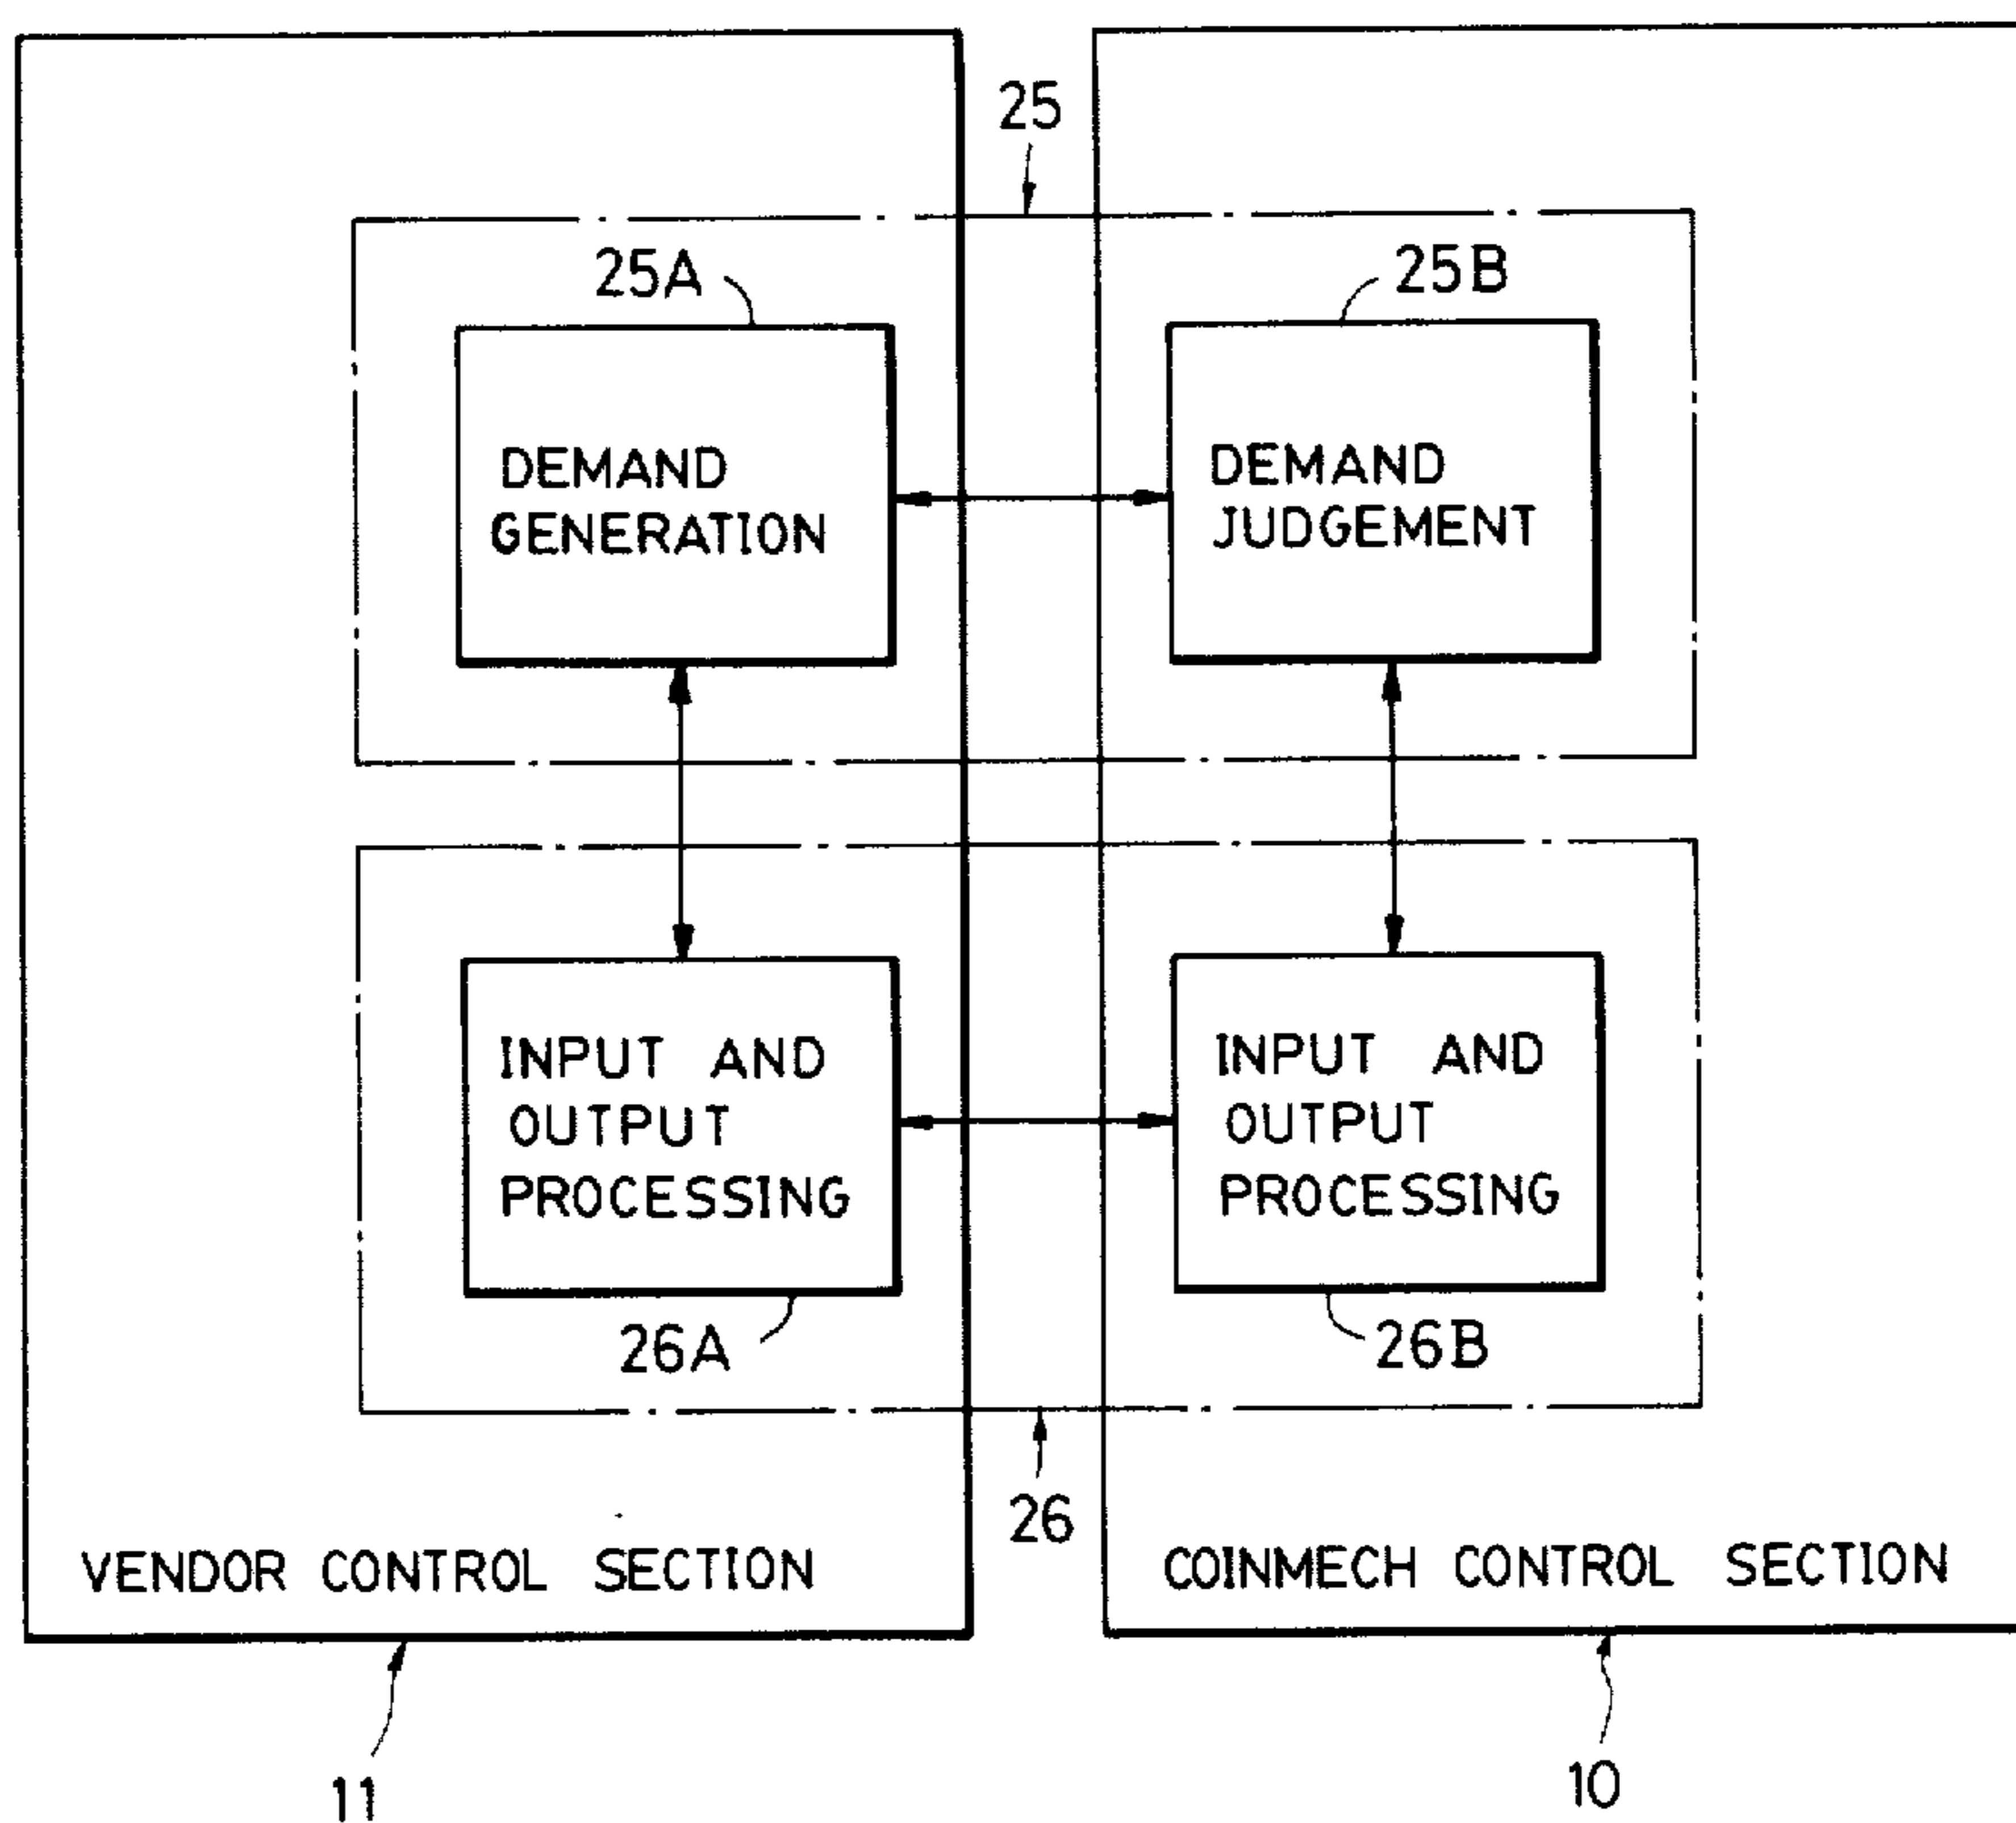 25
25A
25B
DEMAND
GENERATION
DEMAND
JUDGEMENT
INPUT AND
OUTPUT
PROCESSING
INPUT AND
OUTPUT
PROCESSING
26A
26B
26
VENDOR CONTROL SECTION
COINMECH CONTROL SECTION
11
10